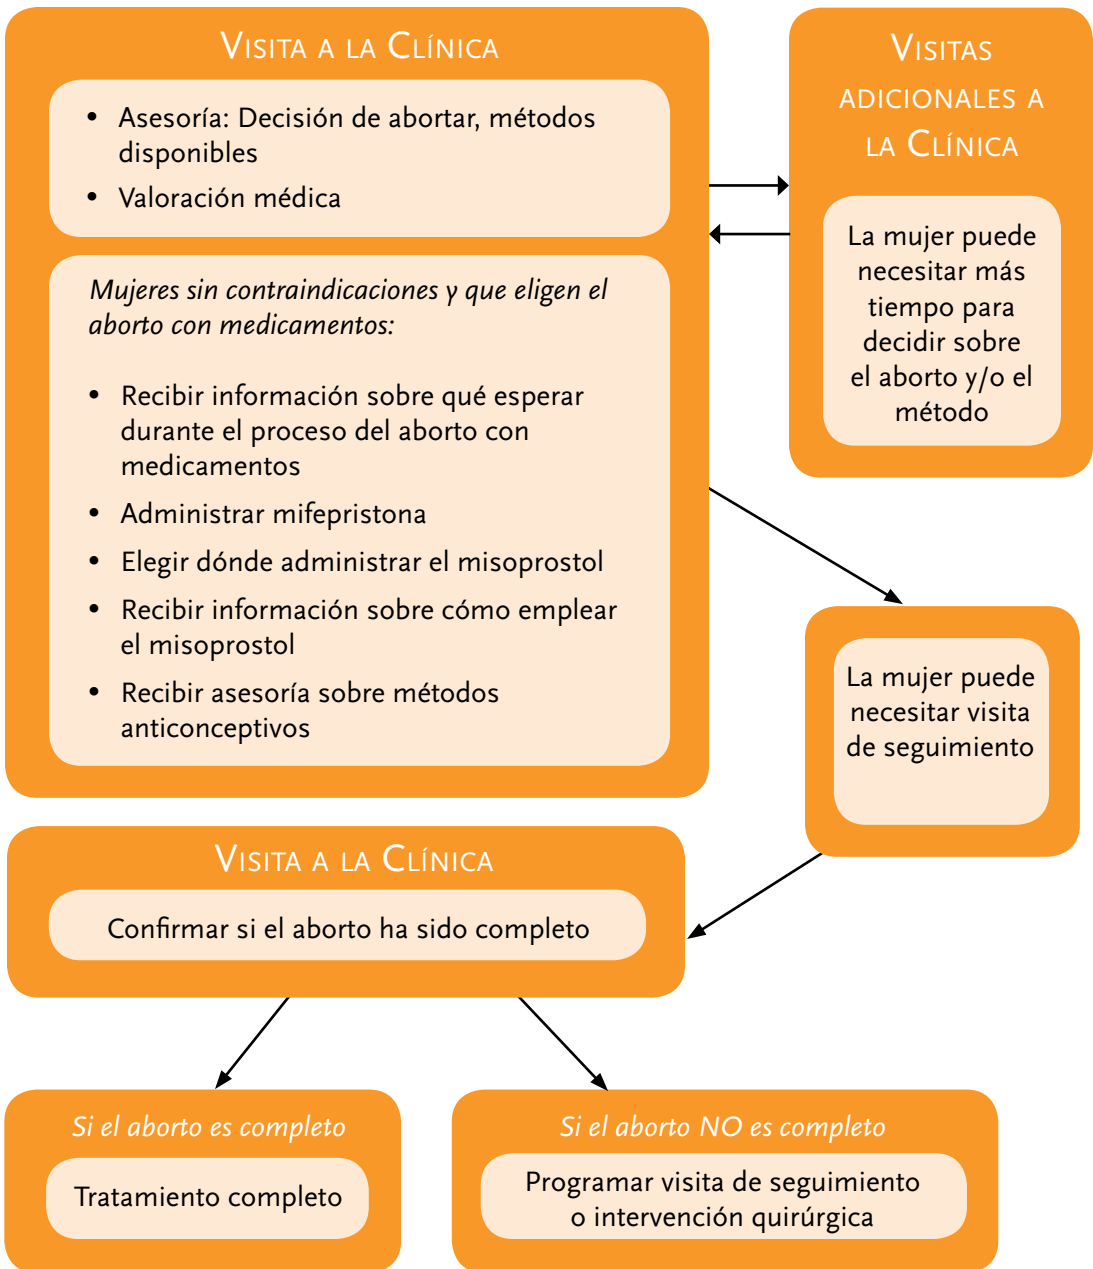 Visita a la Clínica
• Asesoría: Decisión de abortar, métodos
disponibles
• Valoración médica
Mujeres sin contraindicaciones y que eligen el
aborto con medicamentos:
• Recibir información sobre qué esperar
durante el proceso del aborto con
medicamentos
• Administrar mifepristona
• Elegir dónde administrar el misoprostol
• Recibir información sobre cómo emplear
el misoprostol
• Recibir asesoría sobre métodos
anticonceptivos
Visitas
adicionales a
la Clínica
La mujer puede
necesitar más
tiempo para
decidir sobre
el aborto y/o el
método
La mujer puede
necesitar visita
de seguimiento
Visita a la Clínica
Confirmar si el aborto ha sido completo
Si el aborto es completo
Tratamiento completo
Si el aborto NO es completo
Programar visita de seguimiento
o intervención quirúrgica